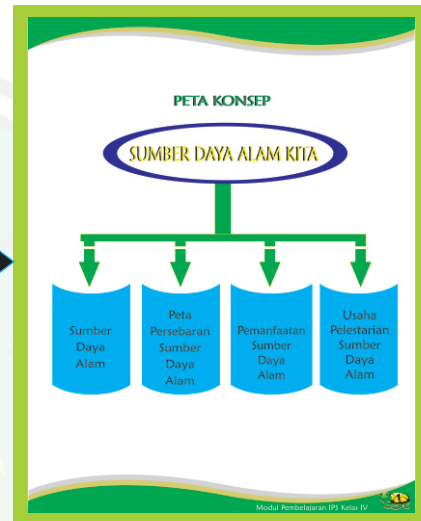 PETA KONSEP
SUMBER DAYA ALAM KITA
Sumber
Daya
Alam
Peta
Persebaran
Sumber
Daya
Alam
Pemanfaatan
Sumber
Daya
Alam
Usaha
Pelestarian
Sumber
Daya
Alam
Modul Pembelajaran IPS Kelas IV
1